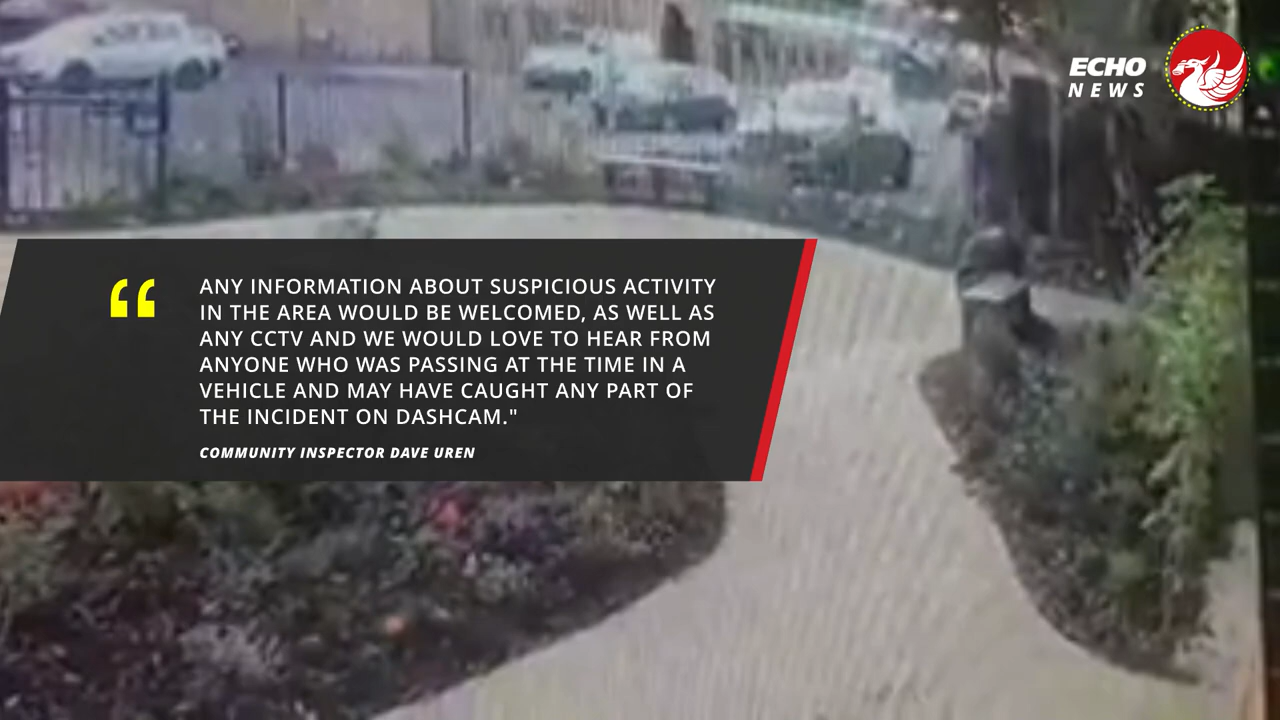 ECHO
NEWS
“
ANY INFORMATION ABOUT SUSPICIOUS ACTIVITY
IN THE AREA WOULD BE WELCOMED, AS WELL AS
ANY CCTV AND WE WOULD LOVE TO HEAR FROM
ANYONE WHO WAS PASSING AT THE TIME IN A
VEHICLE AND MAY HAVE CAUGHT ANY PART OF
THE INCIDENT ON DASHCAM."
COMMUNITY INSPECTOR DAVE UREN